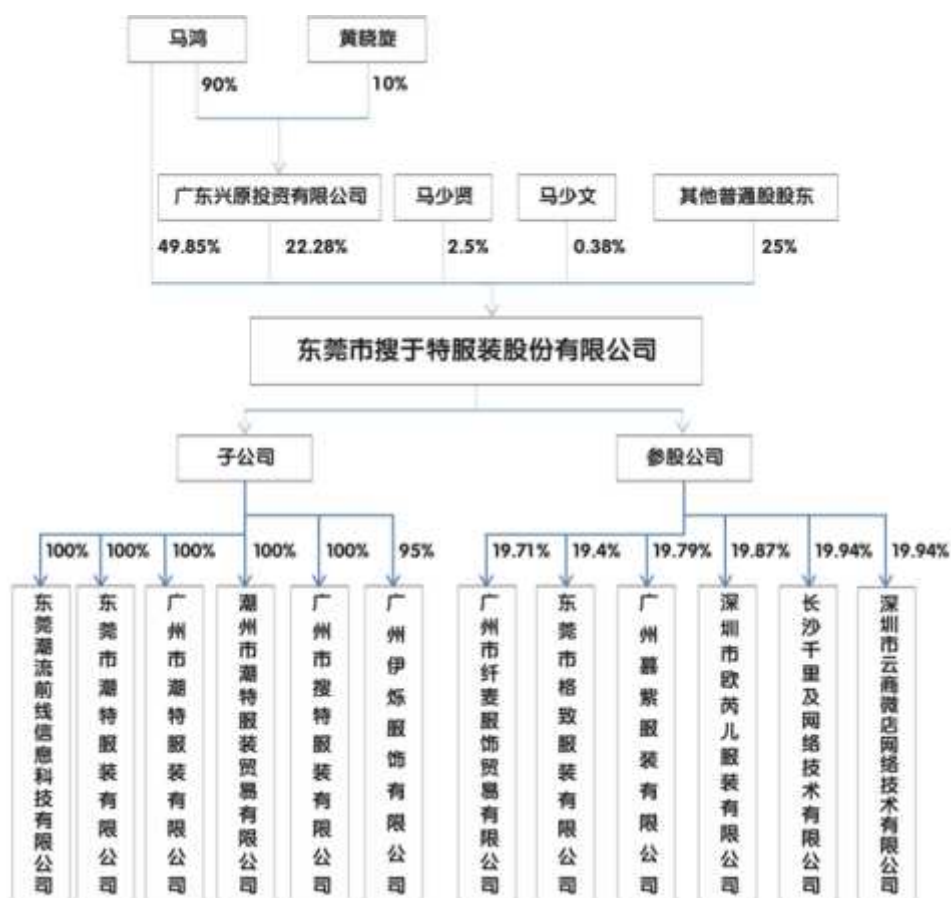 马鸿
黄晓旋
90%
10%
广东兴原投资有限公司
马少贤
马少文
其他普通股股东
49.85%
22.28%
2.5%
0.38%
25%
东莞市搜于特服装股份有限公司
子公司
参股公司
100%
100%
100%
100%
100%
95%
19.71%
19.4%
19.79%
19.87%
19.94%
19.94%
东莞潮流前线信息科技有限公司
东莞市潮特服装有限公司
广州市潮特服装有限公司
潮州市潮特服装贸易有限公司
广州市搜特服装有限公司
广州伊烁服饰有限公司
广州市纤麦服饰贸易有限公司
东莞市格致服装有限公司
广州慕紫服装有限公司
深圳市欧芮儿服装有限公司
长沙千里及网络技术有限公司
深圳市云商微店网络技术有限公司